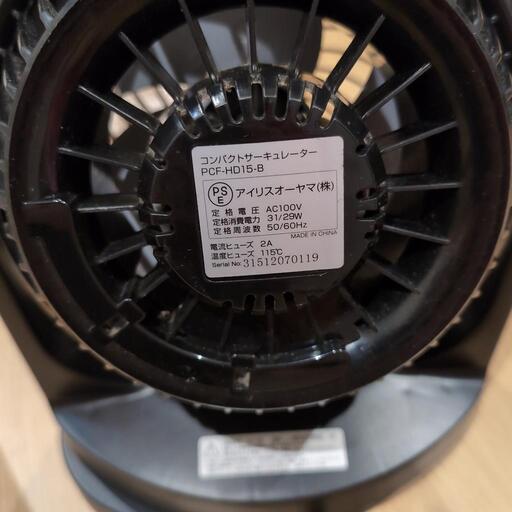 コンパクトサーキュレーター
PCF-HD15-B
PS E アイリスオーヤマ(株)
定格電圧 AC100V
定格消費電力 31/29W
定格周波数 50/60Hz
MADE IN CHINA
電流ヒューズ 2A
温度ヒューズ 115℃
Serial No: 31512070119